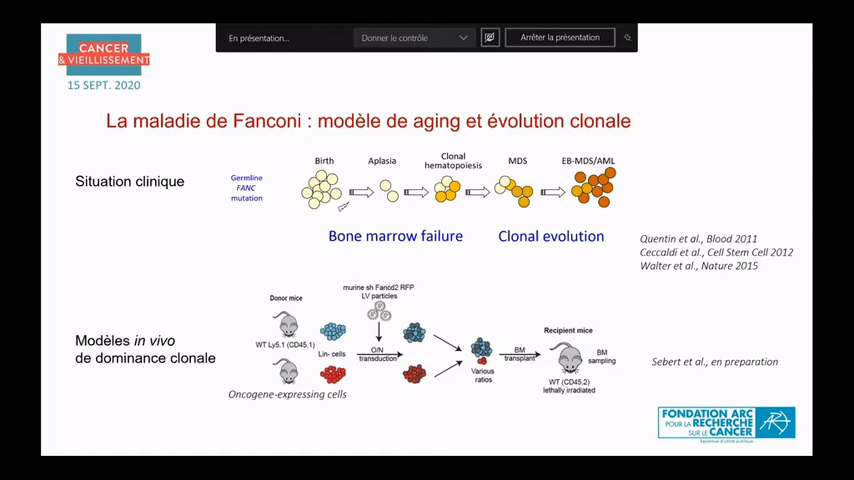 En présentation...
Donner le contrôle
Arrêter la présentation
CANCER
& VIEILLISSEMENT
15 SEPT. 2020
La maladie de Fanconi : modèle de aging et évolution clonale
Situation clinique
Germline
FANC
mutation
Birth
Aplasia
Clonal
hematopoiesis
MDS
EB-MDS/AML
Bone marrow failure
Clonal evolution
Quentin et al., Blood 2011
Ceccaldi et al., Cell Stem Cell 2012
Walter et al., Nature 2015
Modèles in vivo
de dominance clonale
Donor mice
WT Ly5.1 (CD45.1)
Lin- cells
Oncogene-expressing cells
murine sh Fancd2 RFP
LV particles
O/N
transduction
Various
ratios
BM
transplant
Recipient mice
BM
sampling
WT (CD45.2)
lethally irradiated
Sebert et al., en preparation
FONDATION ARC
POUR LA RECHERCHE
SUR LE CANCER
Reconnue d'utilité publique